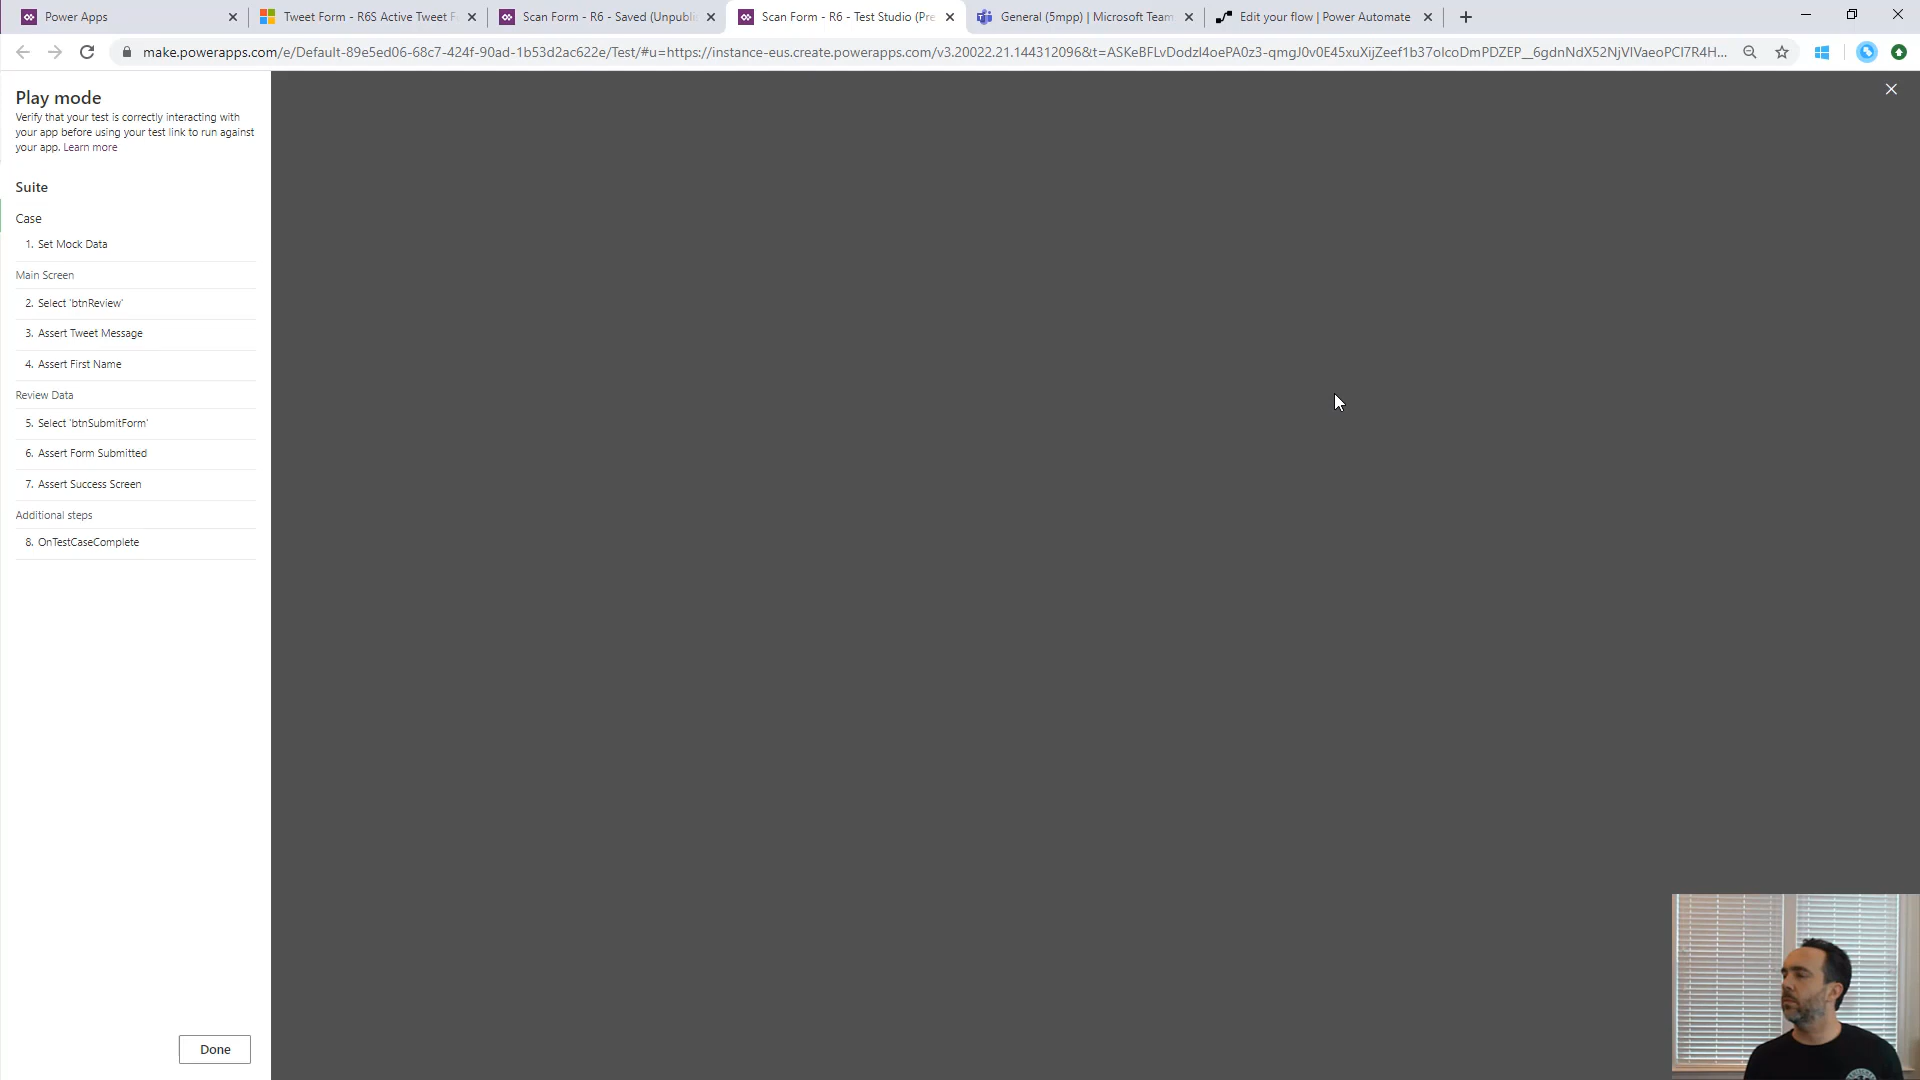 Power Apps
Tweet Form - R6S Active Tweet F
Scan Form - R6 - Saved (Unpubli
Scan Form - R6 - Test Studio (Pre
General (5mpp) | Microsoft Team
Edit your flow | Power Automate
make.powerapps.com/e/Default-89e5ed06-68c7-424f-90ad-1b53d2ac622e/Test/#u=https://instance-eus.create.powerapps.com/v3.20022.21.144312096&t=ASKeBFLvDodzl4oePA0z3-qmgJ0v0E45xuXijZeef1b37olcoDmPDZEP__6gdnNdX52NjVlVaeoPCl7R4H...
Play mode
Verify that your test is correctly interacting with
your app before using your test link to run against
your app. Learn more
Suite
Case
1. Set Mock Data
Main Screen
2. Select 'btnReview'
3. Assert Tweet Message
4. Assert First Name
Review Data
5. Select 'btnSubmitForm'
6. Assert Form Submitted
7. Assert Success Screen
Additional steps
8. OnTestCaseComplete
Done